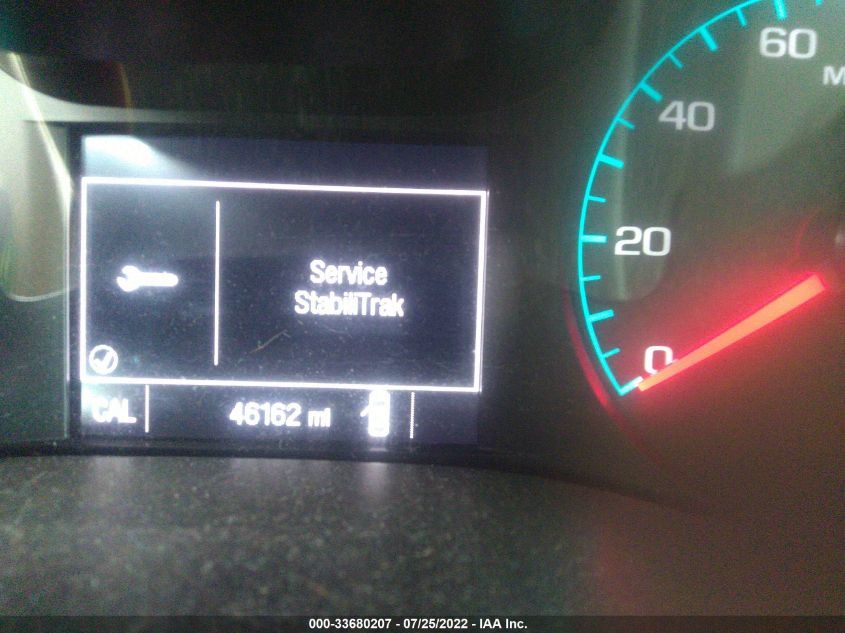 60
M
40
20
0
Service
StabiliTrak
CAL
46162 mi
000-33680207 - 07/25/2022 - IAA Inc.